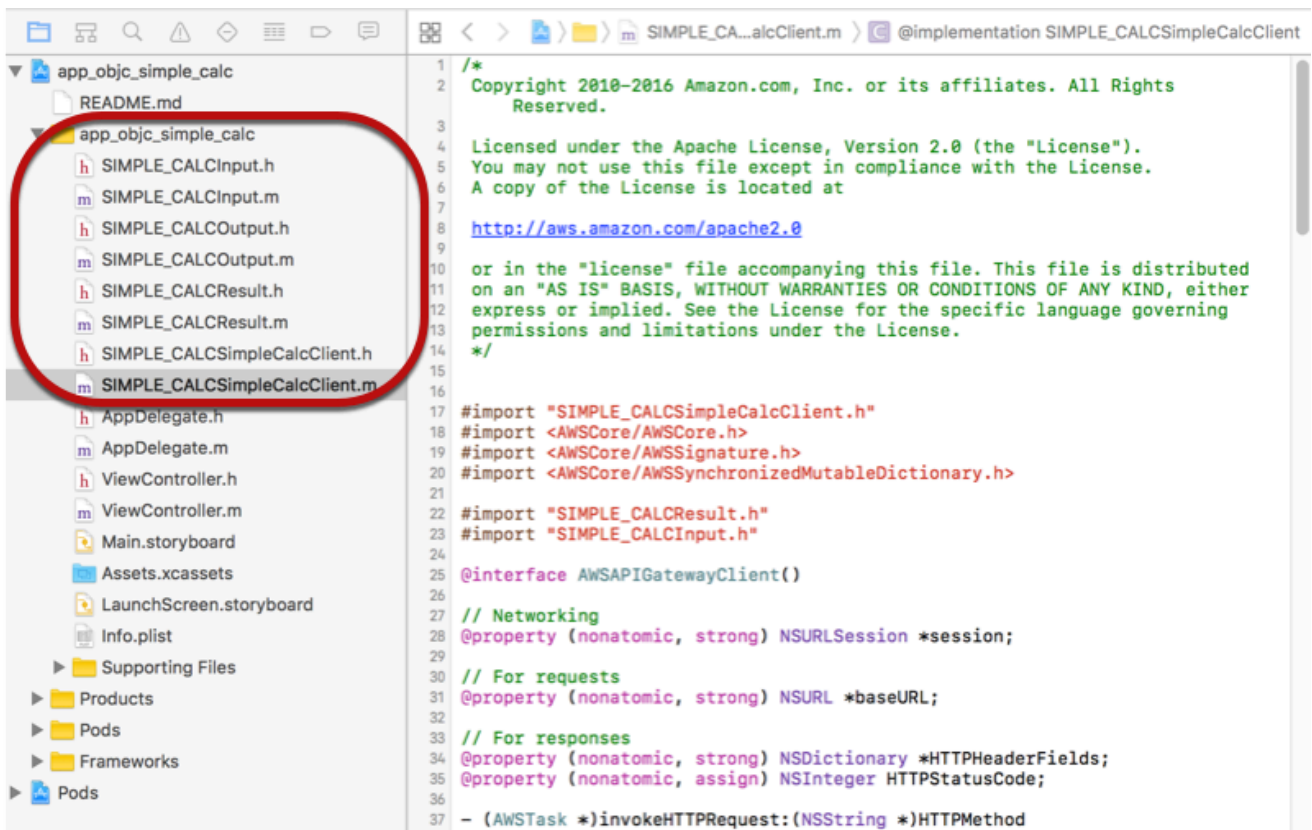 SIMPLE_CA...alcClient.m
@implementation SIMPLE_CALCSimpleCalcClient
app_objc_simple_calc
README.md
app_objc_simple_calc
h SIMPLE_CALCInput.h
m SIMPLE_CALCInput.m
h SIMPLE_CALCOutput.h
m SIMPLE_CALCOutput.m
h SIMPLE_CALCResult.h
m SIMPLE_CALCResult.m
h SIMPLE_CALCSimpleCalcClient.h
m SIMPLE_CALCSimpleCalcClient.m
h AppDelegate.h
m AppDelegate.m
h ViewController.h
m ViewController.m
Main.storyboard
Assets.xcassets
LaunchScreen.storyboard
Info.plist
Supporting Files
Products
Pods
Frameworks
Pods
1 /*
2 Copyright 2010-2016 Amazon.com, Inc. or its affiliates. All Rights
Reserved.
3
4 Licensed under the Apache License, Version 2.0 (the "License").
5 You may not use this file except in compliance with the License.
6 A copy of the License is located at
7
8 http://aws.amazon.com/apache2.0
9
10 or in the "license" file accompanying this file. This file is distributed
11 on an "AS IS" BASIS, WITHOUT WARRANTIES OR CONDITIONS OF ANY KIND, either
12 express or implied. See the License for the specific language governing
13 permissions and limitations under the License.
14 */
15
16
17 #import "SIMPLE_CALCSimpleCalcClient.h"
18 #import <AWSCore/AWSCore.h>
19 #import <AWSCore/AWSSignature.h>
20 #import <AWSCore/AWSSynchronizedMutableDictionary.h>
21
22 #import "SIMPLE_CALCResult.h"
23 #import "SIMPLE_CALCInput.h"
24
25 @interface AWSAPIGatewayClient()
26
27 // Networking
28 @property (nonatomic, strong) NSURLSession *session;
29
30 // For requests
31 @property (nonatomic, strong) NSURL *baseURL;
32
33 // For responses
34 @property (nonatomic, strong) NSDictionary *HTTPHeaderFields;
35 @property (nonatomic, assign) NSInteger HTTPStatusCode;
36
37 - (AWSTask *)invokeHTTPRequest:(NSString *)HTTPMethod